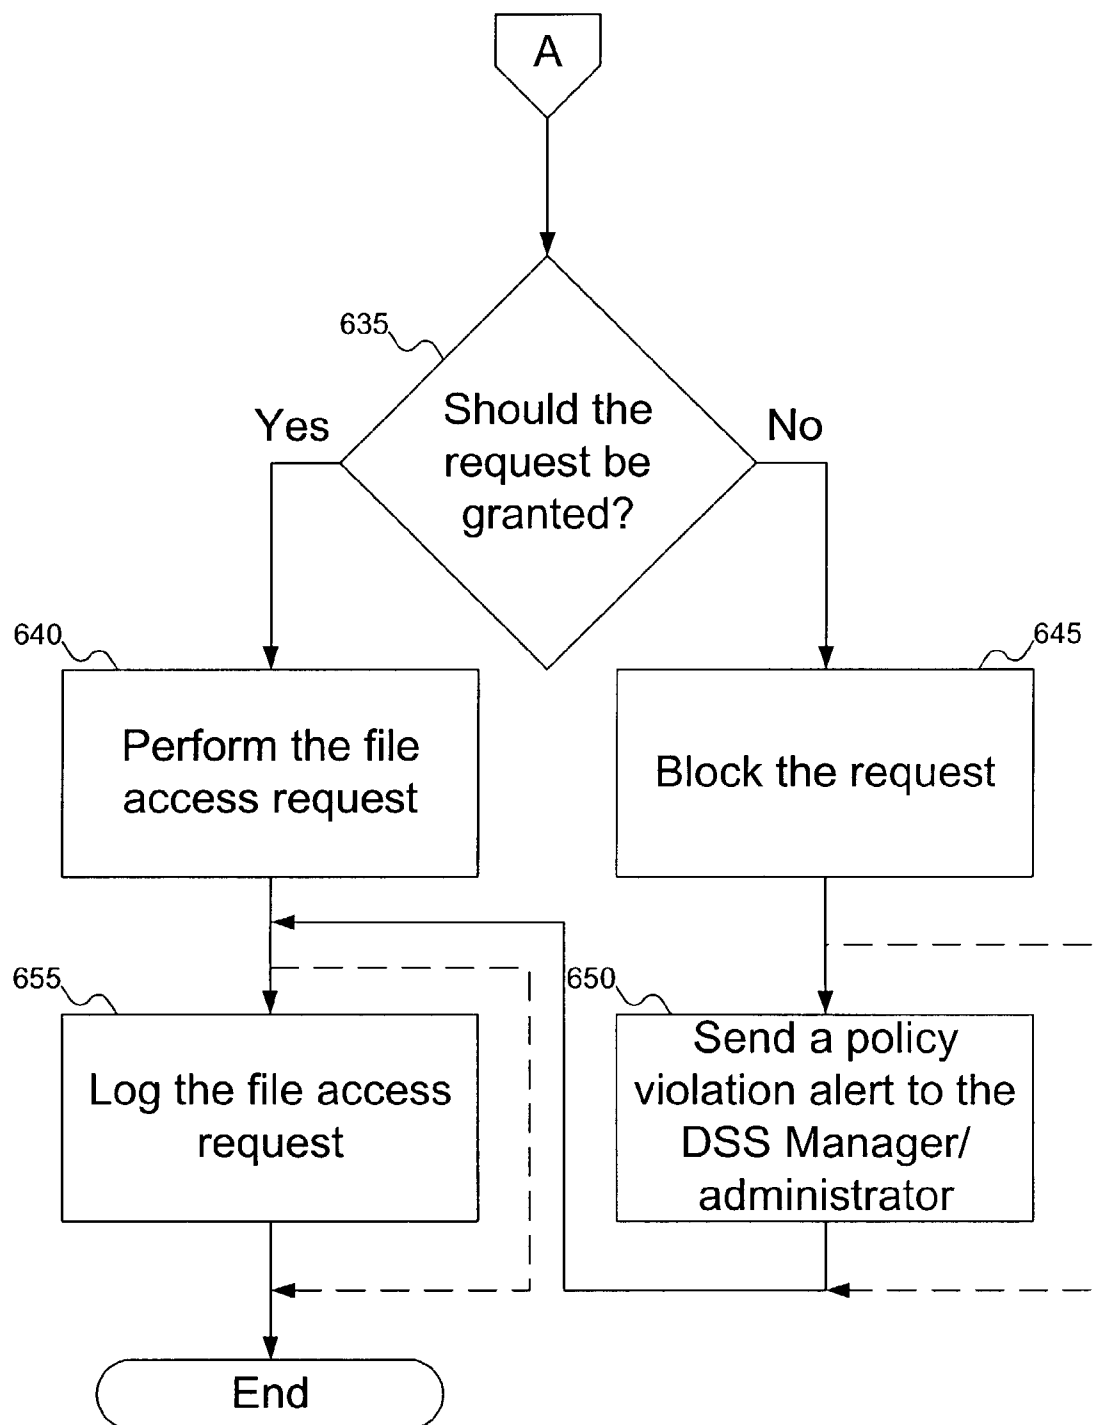 A
635
Yes
Should the
request be
granted?
No
640
645
Perform the file
access request
Block the request
655
650
Log the file access
request
Send a policy
violation alert to the
DSS Manager/
administrator
End